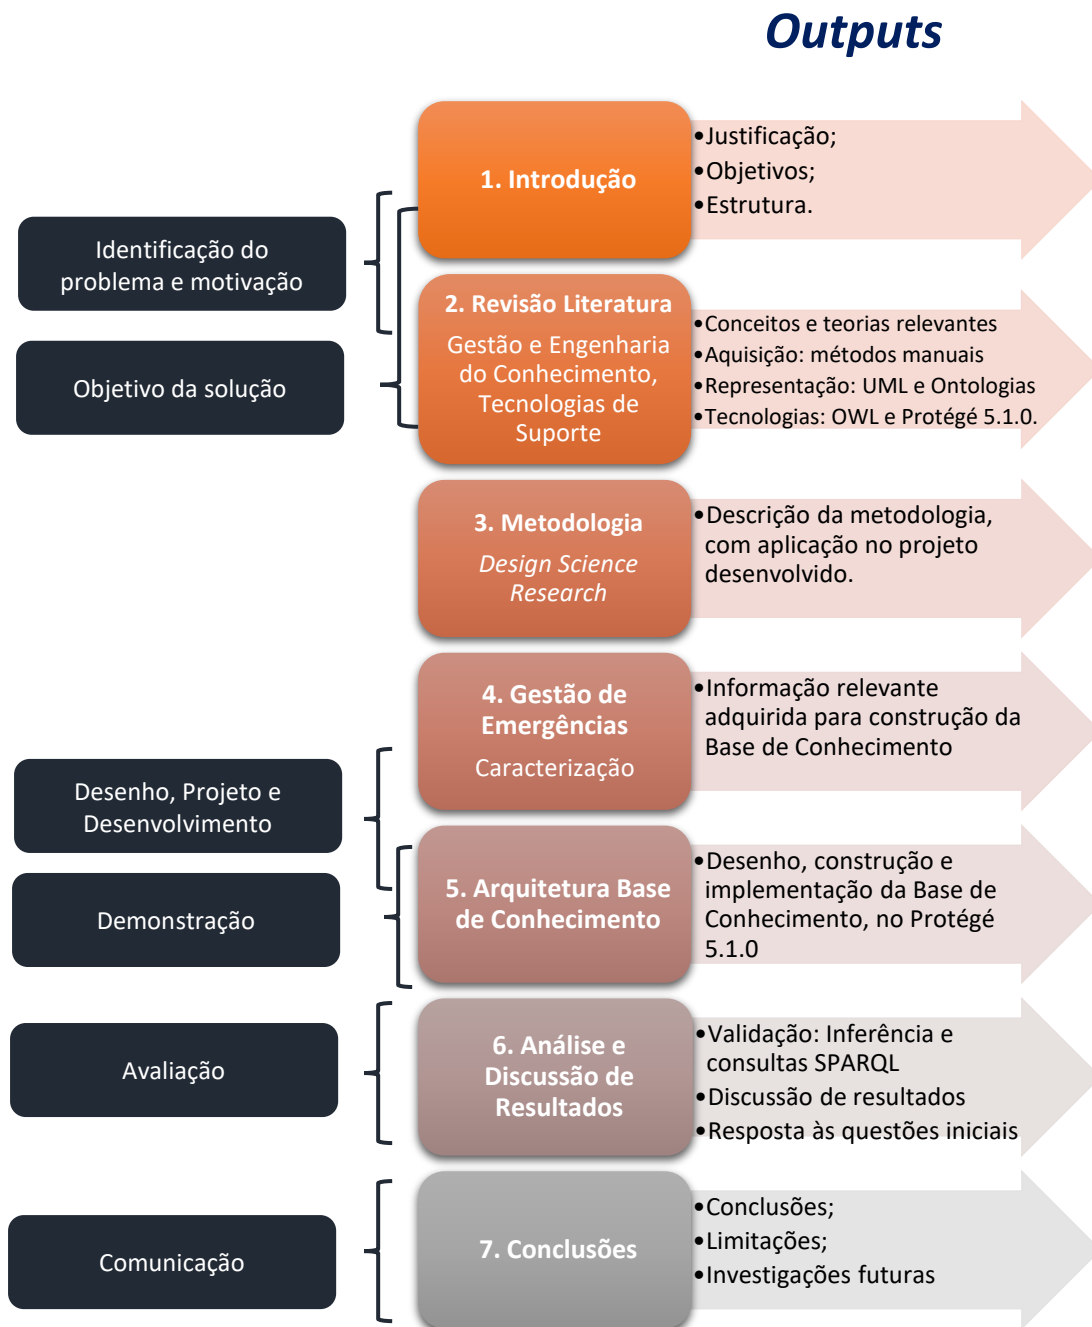 Outputs
1. Introdução
•Justificação;
•Objetivos;
•Estrutura.
Identificação do
problema e motivação
Objetivo da solução
2. Revisão Literatura
Gestão e Engenharia
do Conhecimento,
Tecnologias de
Suporte
•Conceitos e teorias relevantes
•Aquisição: métodos manuais
•Representação: UML e Ontologias
•Tecnologias: OWL e Protégé 5.1.0.
3. Metodologia
Design Science
Research
•Descrição da metodologia,
com aplicação no projeto
desenvolvido.
4. Gestão de
Emergências
Caracterização
•Informação relevante
adquirida para construção da
Base de Conhecimento
Desenho, Projeto e
Desenvolvimento
Demonstração
5. Arquitetura Base
de Conhecimento
•Desenho, construção e
implementação da Base de
Conhecimento, no Protégé
5.1.0
Avaliação
6. Análise e
Discussão de
Resultados
•Validação: Inferência e
consultas SPARQL
•Discussão de resultados
•Resposta às questões iniciais
Comunicação
7. Conclusões
•Conclusões;
•Limitações;
•Investigações futuras